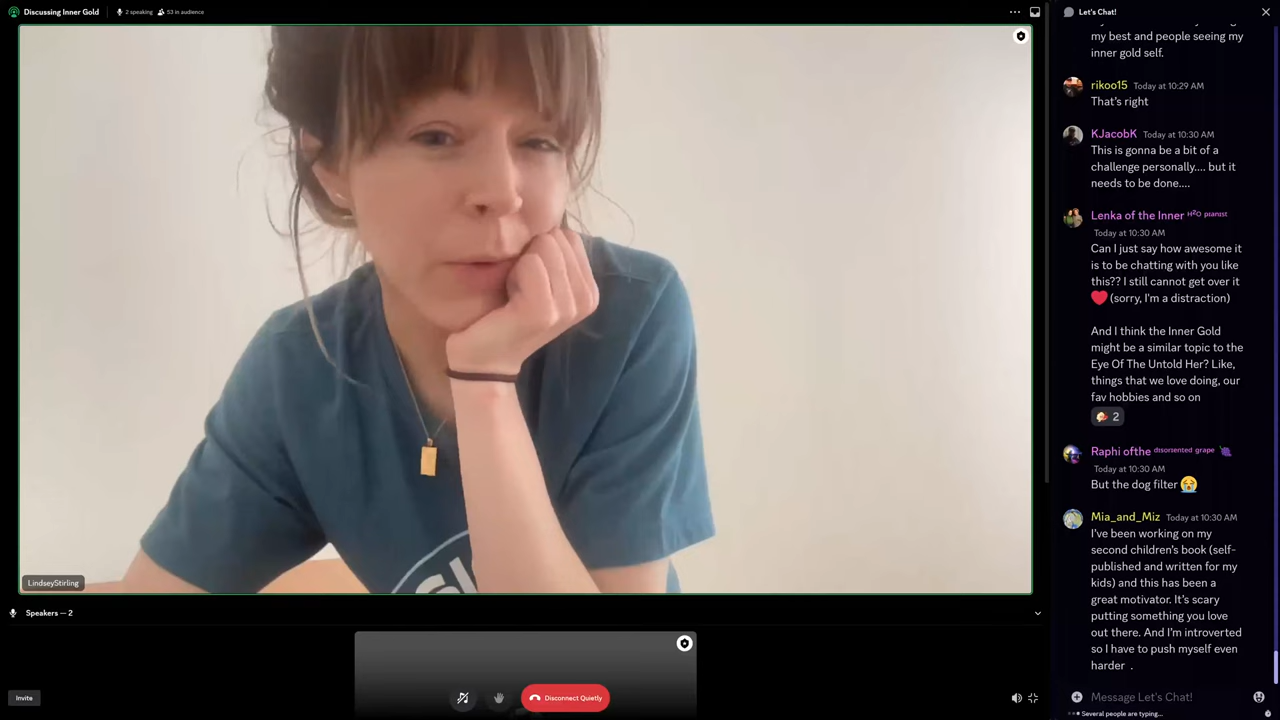 Discussing Inner Gold
2 speaking
53 in audience
LindseyStirling
Speakers — 2
Invite
Disconnect Quietly
Let's Chat!
my best and people seeing my
inner gold self.
rikoo15 Today at 10:29 AM
That's right
KJacobK Today at 10:30 AM
This is gonna be a bit of a
challenge personally.... but it
needs to be done....
Lenka of the Inner ᴴ²ᴼ ᵖⁱᵃⁿⁱˢᵗ
Today at 10:30 AM
Can I just say how awesome it
is to be chatting with you like
this?? I still cannot get over it
❤️ (sorry, I'm a distraction)
And I think the Inner Gold
might be a similar topic to the
Eye Of The Untold Her? Like,
things that we love doing, our
fav hobbies and so on
2
Raphi ofthe ᵈⁱˢᵒʳⁱᵉⁿᵗᵉᵈ ᵍʳᵃᵖᵉ 🍇
Today at 10:30 AM
But the dog filter 😭
Mia_and_Miz Today at 10:30 AM
I've been working on my
second children's book (self-
published and written for my
kids) and this has been a
great motivator. It's scary
putting something you love
out there. And I'm introverted
so I have to push myself even
harder .
Message Let's Chat!
Several people are typing...